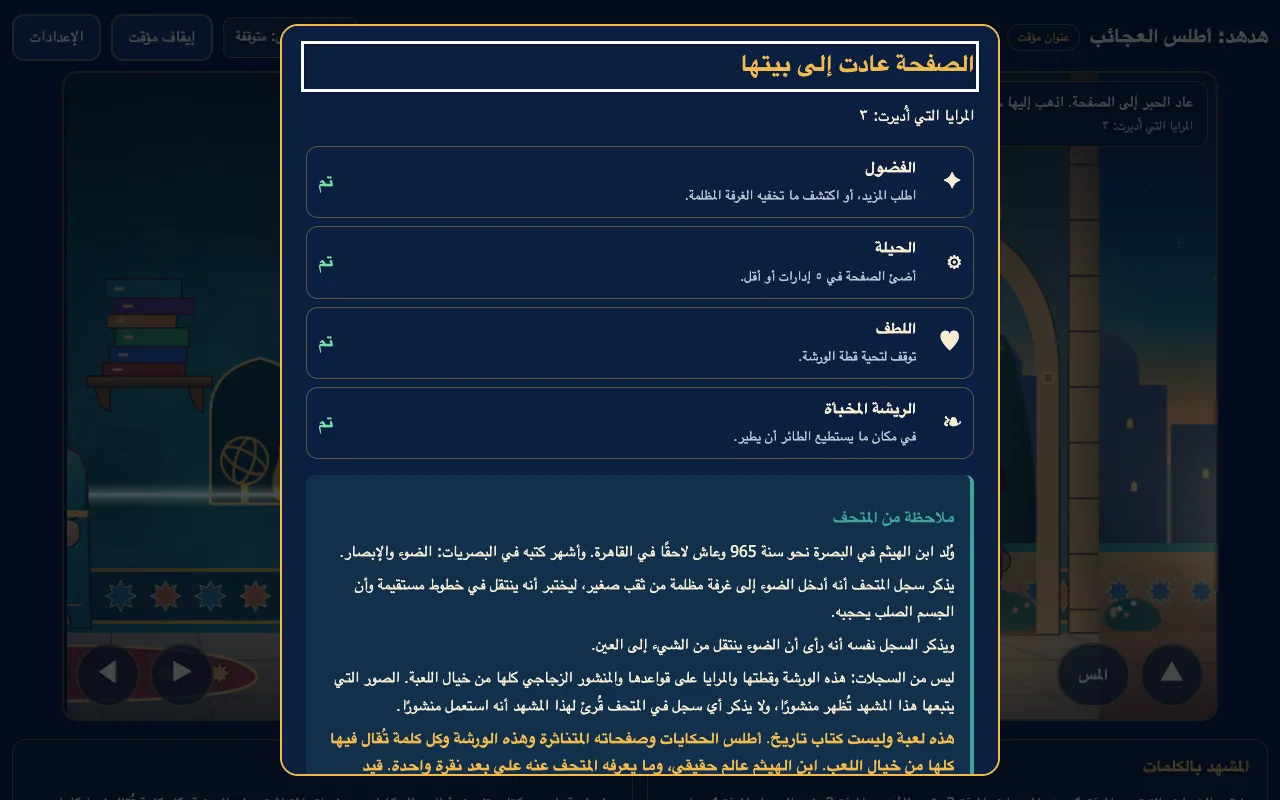 هدهد: أطلس العجائب
عنوان مؤقت
متوقفة
إيقاف مؤقت
الإعدادات
عاد الحبر إلى الصفحة. اذهب إليها
المرايا التي أُديرت: ٣
الصفحة عادت إلى بيتها
المرايا التي أُديرت: ٣
✦ الفضول
اطلب المزيد، أو اكتشف ما تخفيه الغرفة المظلمة.
تم
⚙ الحيلة
أضئ الصفحة في ٥ إدارات أو أقل.
تم
♥ اللطف
توقف لتحية قطة الورشة.
تم
❧ الريشة المخبأة
في مكان ما يستطيع الطائر أن يطير.
تم
ملاحظة من المتحف
وُلد ابن الهيثم في البصرة نحو سنة 965 وعاش لاحقًا في القاهرة. وأشهر كتبه في البصريات: الضوء والإبصار.
يذكر سجل المتحف أنه أدخل الضوء إلى غرفة مظلمة من ثقب صغير، ليختبر أنه ينتقل في خطوط مستقيمة وأن
الجسم الصلب يحجبه.
ويذكر السجل نفسه أنه رأى أن الضوء ينتقل من الشيء إلى العين.
ليس من السجلات: هذه الورشة وقطتها والمرايا على قواعدها والمنشور الزجاجي كلها من خيال اللعبة. الصور التي
يتبعها هذا المشهد تُظهر منشورًا، ولا يذكر أي سجل في المتحف قُرئ لهذا المشهد أنه استعمل منشورًا.
هذه لعبة وليست كتاب تاريخ. أطلس الحكايات وصفحاته المتناثرة وهذه الورشة وكل كلمة تُقال فيها
كلها من خيال اللعب. ابن الهيثم عالم حقيقي، وما يعرفه المتحف عنه على بعد نقرة واحدة. قيد
المس
المشهد بالكلمات